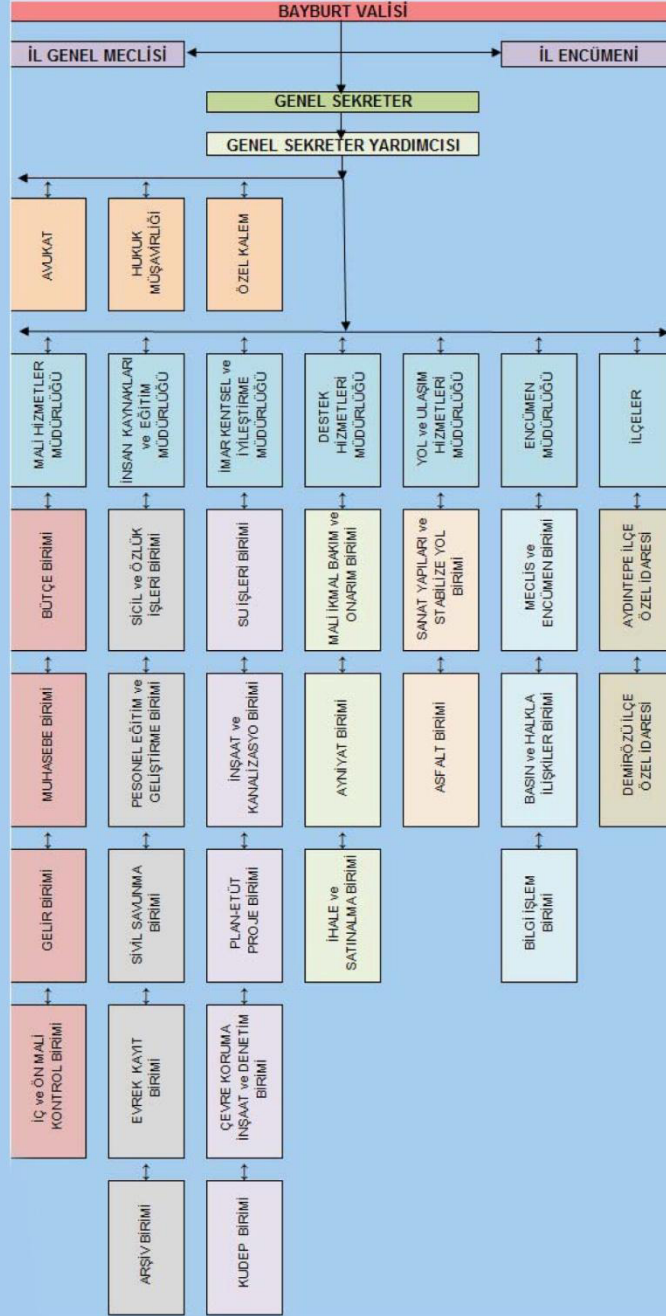 BAYBURT VALİSİ
İL GENEL MECLİSİ
İL ENCÜMENİ
GENEL SEKRETER
GENEL SEKRETER YARDIMCISI
AVUKAT
HUKUK
MÜŞAVİRLİĞİ
ÖZEL KALEM
MALİ HİZMETLER
MÜDÜRLÜĞÜ
İNSAN KAYNAKLARI
ve EĞİTİM
MÜDÜRLÜĞÜ
İMAR KENTSEL ve
İYİLEŞTİRME
MÜDÜRLÜĞÜ
DESTEK
HİZMETLERİ
MÜDÜRLÜĞÜ
YOL ve ULAŞIM
HİZMETLERİ
MÜDÜRLÜĞÜ
ENCÜMEN
MÜDÜRLÜĞÜ
İLÇELER
BÜTÇE BİRİMİ
SİCİL ve ÖZLÜK
İŞLERİ BİRİMİ
SU İŞLERİ BİRİMİ
MALİ İKMAL BAKIM ve
ONARIM BİRİMİ
SANAT YAPILARI ve
STABİLİZE YOL
BİRİMİ
MECLİS ve
ENCÜMEN BİRİMİ
AYDINTEPE İLÇE
ÖZEL İDARESİ
MUHASEBE BİRİMİ
PESONEL EĞİTİM ve
GELİŞTİRME BİRİMİ
İNŞAAT ve
KANALİZASYO BİRİMİ
AYNİYAT BİRİMİ
ASFALT BİRİMİ
BASIN ve HALKLA
İLİŞKİLER BİRİMİ
DEMİRÖZÜ İLÇE
ÖZEL İDARESİ
GELİR BİRİMİ
SİVİL SAVUNMA
BİRİMİ
PLAN-ETÜT
PROJE BİRİMİ
İHALE ve
SATINALMA BİRİMİ
BİLGİ İŞLEM
BİRİMİ
İÇ ve ÖN MALİ
KONTROL BİRİMİ
EVREK KAYIT
BİRİMİ
ÇEVRE KORUMA
İNŞAAT ve DENETİM
BİRİMİ
ARŞİV BİRİMİ
KUDEP BİRİMİ